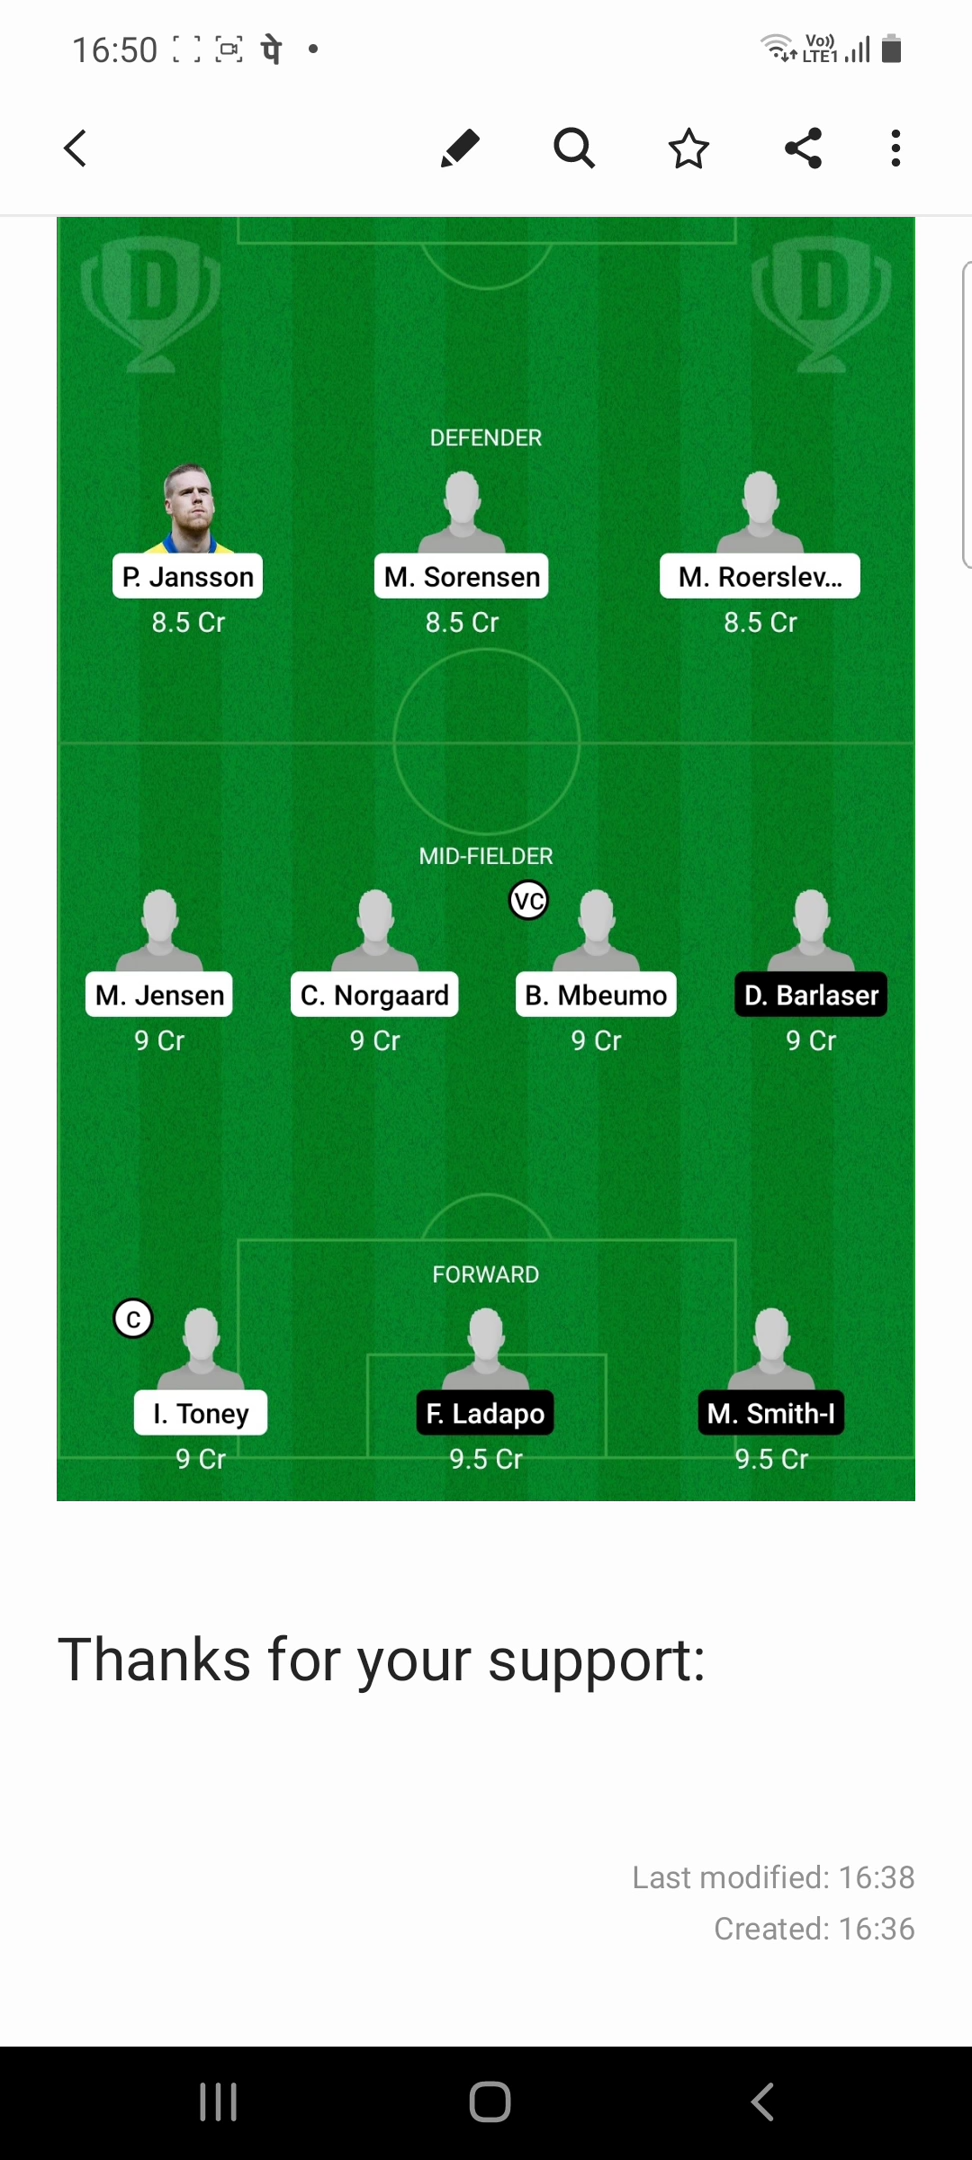 16:50 पे
Vo))
LTE1
D D
DEFENDER
P. Jansson M. Sorensen M. Roerslev...
8.5 Cr 8.5 Cr 8.5 Cr
MID-FIELDER
VC
M. Jensen C. Norgaard B. Mbeumo D. Barlaser
9 Cr 9 Cr 9 Cr 9 Cr
FORWARD
C
I. Toney F. Ladapo M. Smith-I
9 Cr 9.5 Cr 9.5 Cr
Thanks for your support:
Last modified: 16:38
Created: 16:36